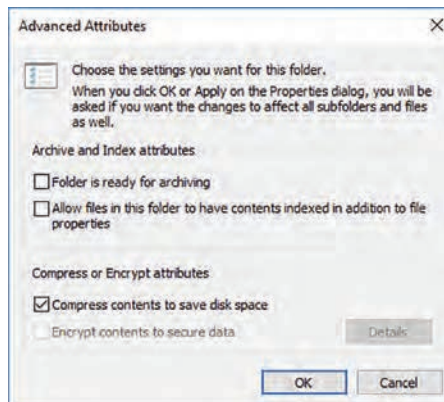 Advanced Attributes
Choose the settings you want for this folder.
When you click OK or Apply on the Properties dialog, you will be
asked if you want the changes to affect all subfolders and files
as well.
Archive and Index attributes
Folder is ready for archiving
Allow files in this folder to have contents indexed in addition to file
properties
Compress or Encrypt attributes
Compress contents to save disk space
Encrypt contents to secure data
Details
OK
Cancel